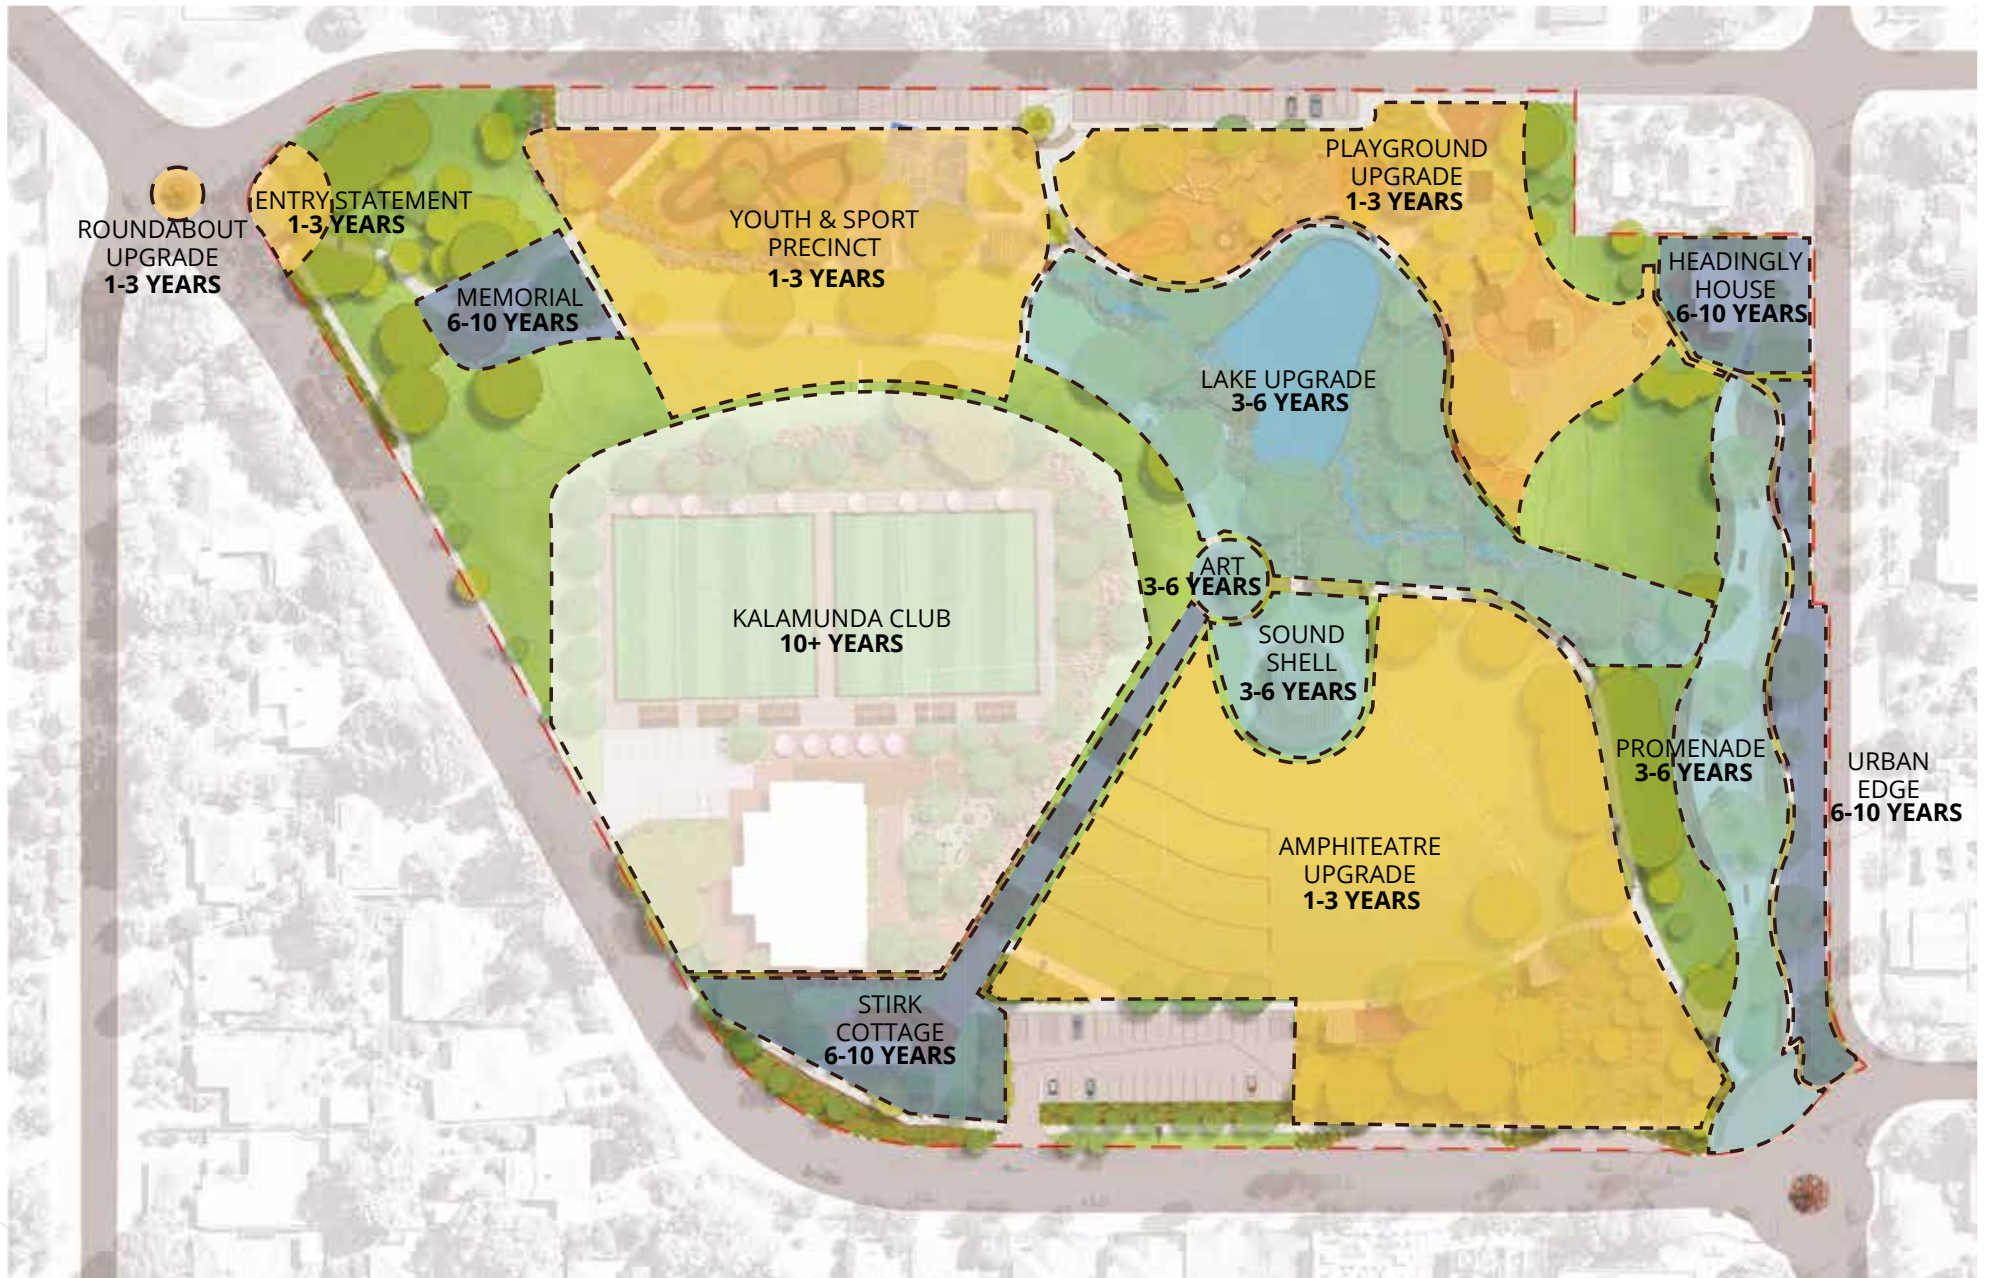 ROUNDABOUT
UPGRADE
1-3 YEARS
ENTRY STATEMENT
1-3 YEARS
MEMORIAL
6-10 YEARS
YOUTH & SPORT
PRECINCT
1-3 YEARS
PLAYGROUND
UPGRADE
1-3 YEARS
HEADINGLY
HOUSE
6-10 YEARS
LAKE UPGRADE
3-6 YEARS
ART
3-6 YEARS
KALAMUNDA CLUB
10+ YEARS
SOUND
SHELL
3-6 YEARS
PROMENADE
3-6 YEARS
URBAN
EDGE
6-10 YEARS
AMPHITEATRE
UPGRADE
1-3 YEARS
STIRK
COTTAGE
6-10 YEARS